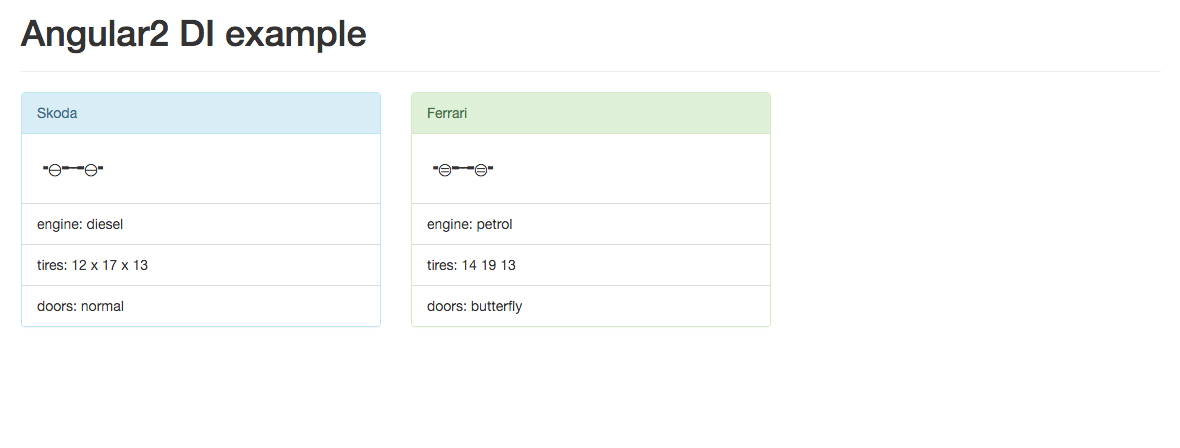 Angular2 DI example
Skoda
engine: diesel
tires: 12 x 17 x 13
doors: normal
Ferrari
engine: petrol
tires: 14 19 13
doors: butterfly